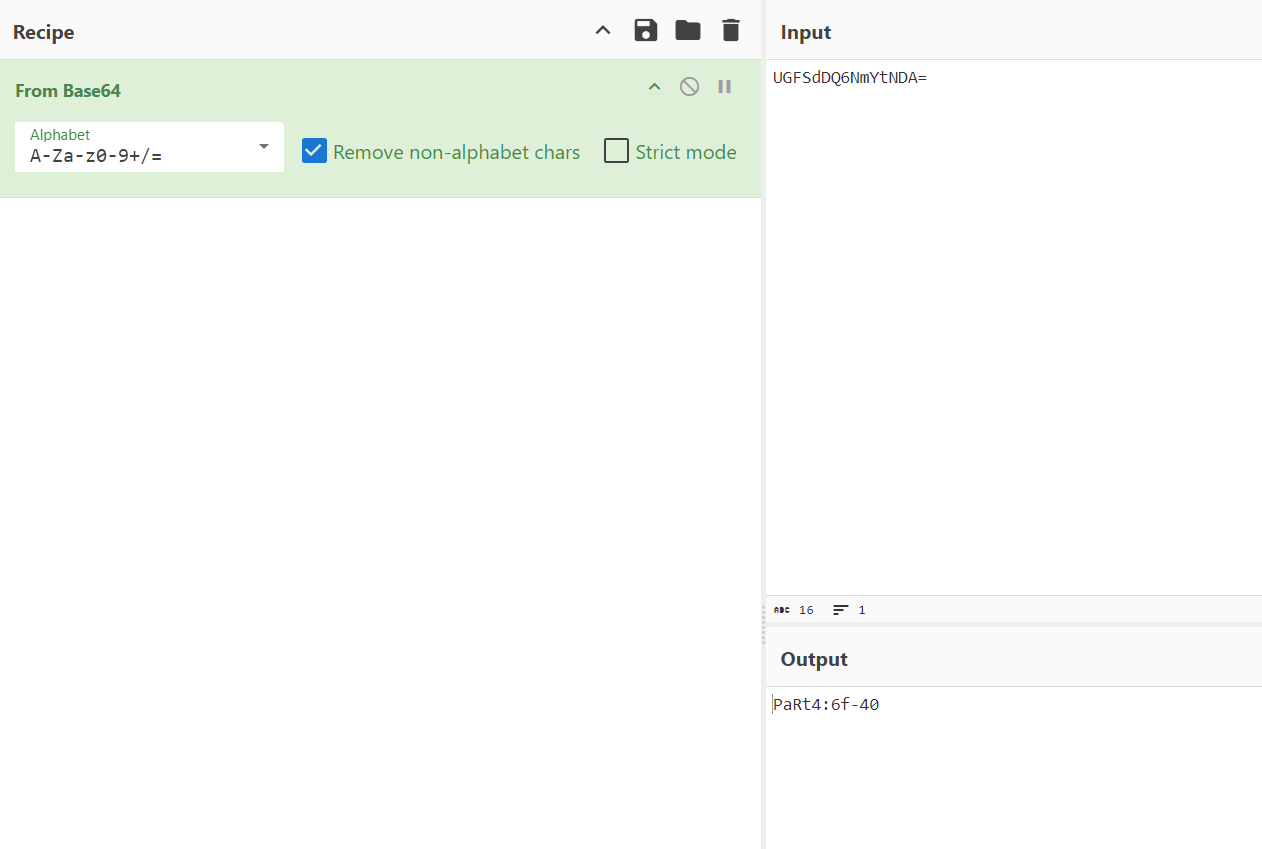 Recipe
From Base64
Alphabet
A-Za-z0-9+/=
Remove non-alphabet chars
Strict mode
Input
UGFSdDQ6NmYtNDA=
ABC 16 1
Output
PaRt4:6f-40